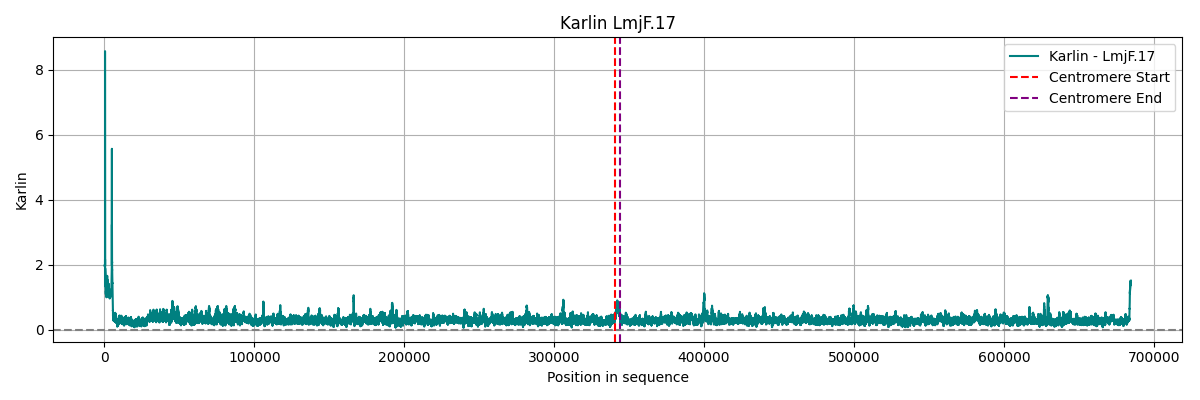 Karlin LmjF.17
Karlin - LmjF.17
Centromere Start
Centromere End
Karlin
8
6
4
2
0
0
100000
200000
300000
400000
500000
600000
700000
Position in sequence